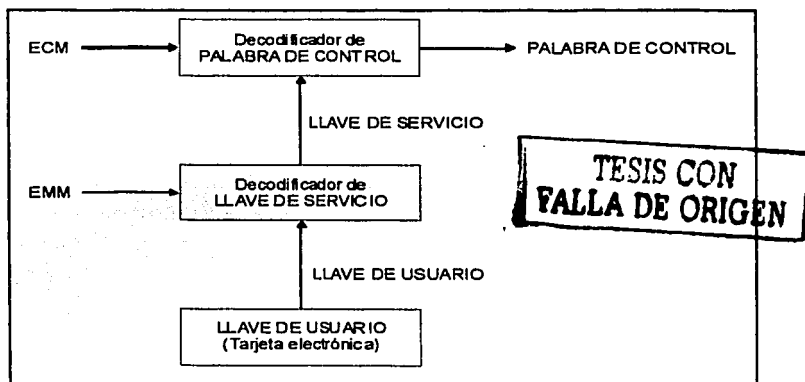 ECM
Decodificador de
PALABRA DE CONTROL
PALABRA DE CONTROL
LLAVE DE SERVICIO
EMM
Decodificador de
LLAVE DE SERVICIO
TESIS CON
FALLA DE ORIGEN
LLAVE DE USUARIO
LLAVE DE USUARIO
(Tarjeta electrónica)